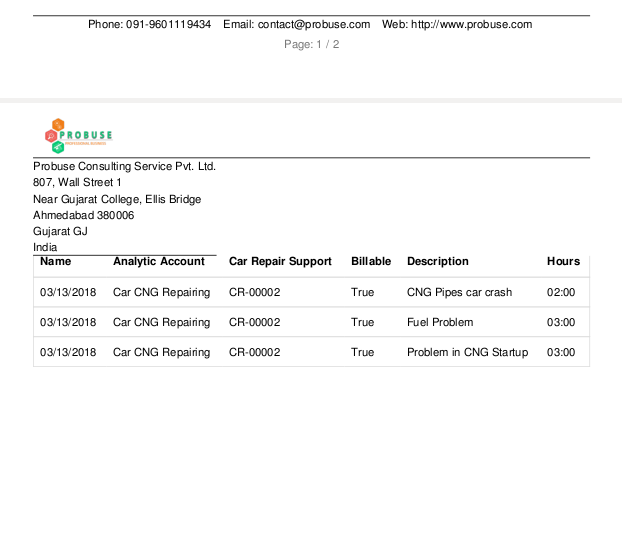 Phone: 091-9601119434 Email: contact@probuse.com Web: http://www.probuse.com
Page: 1 / 2
PROBUSE
Probuse Consulting Service Pvt. Ltd.
807, Wall Street 1
Near Gujarat College, Ellis Bridge
Ahmedabad 380006
Gujarat GJ
India
Name Analytic Account Car Repair Support Billable Description Hours
03/13/2018 Car CNG Repairing CR-00002 True CNG Pipes car crash 02:00
03/13/2018 Car CNG Repairing CR-00002 True Fuel Problem 03:00
03/13/2018 Car CNG Repairing CR-00002 True Problem in CNG Startup 03:00